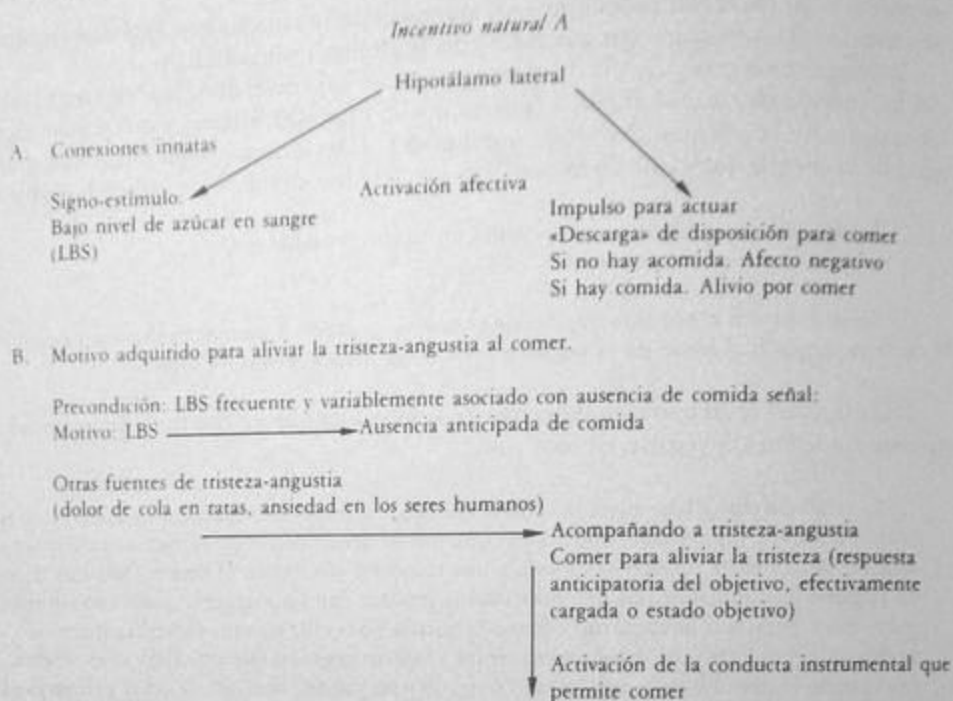 Incentivo natural A
Hipotálamo lateral
A. Conexiones innatas
Activación afectiva
Signo-estímulo:
Bajo nivel de azúcar en sangre
(LBS)
Impulso para actuar
«Descarga» de disposición para comer
Si no hay acomida. Afecto negativo
Si hay comida. Alivio por comer
B. Motivo adquirido para aliviar la tristeza-angustia al comer.
Precondición: LBS frecuente y variablemente asociado con ausencia de comida señal:
Motivo: LBS Ausencia anticipada de comida
Otras fuentes de tristeza-angustia
(dolor de cola en ratas, ansiedad en los seres humanos)
Acompañando a tristeza-angustia
Comer para aliviar la tristeza (respuesta
anticipatoria del objetivo, efectivamente
cargada o estado objetivo)
Activación de la conducta instrumental que
permite comer